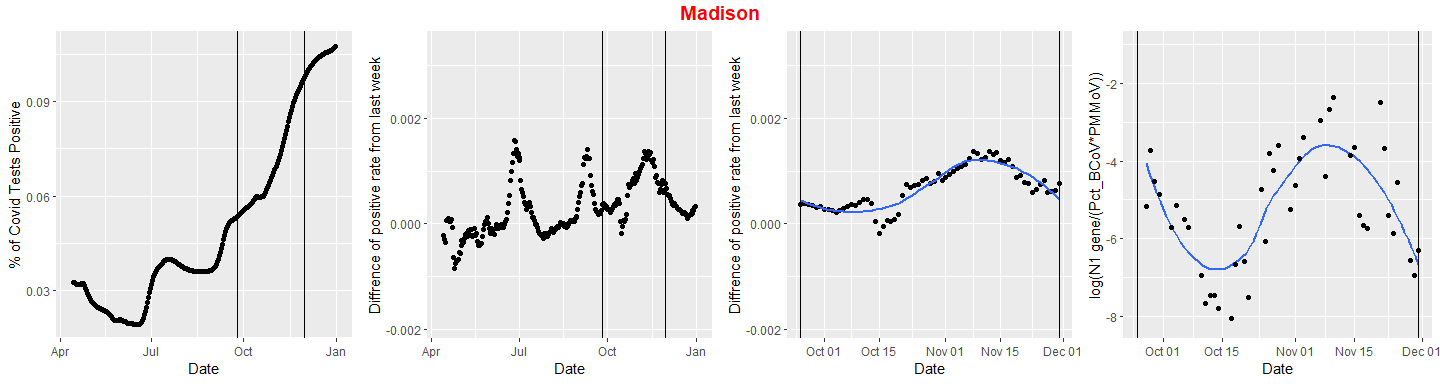 Madison
% of Covid Tests Positive
0.09
0.06
0.03
Apr Jul Oct Jan
Date
Diffrence of positive rate from last week
0.002
0.000
-0.002
Apr Jul Oct Jan
Date
Diffrence of positive rate from last week
0.002
0.000
-0.002
Oct 01 Oct 15 Nov 01 Nov 15 Dec 01
Date
log(N1 gene/(Pct_BCoV*PMMoV))
-2
-4
-6
-8
Oct 01 Oct 15 Nov 01 Nov 15 Dec 01
Date